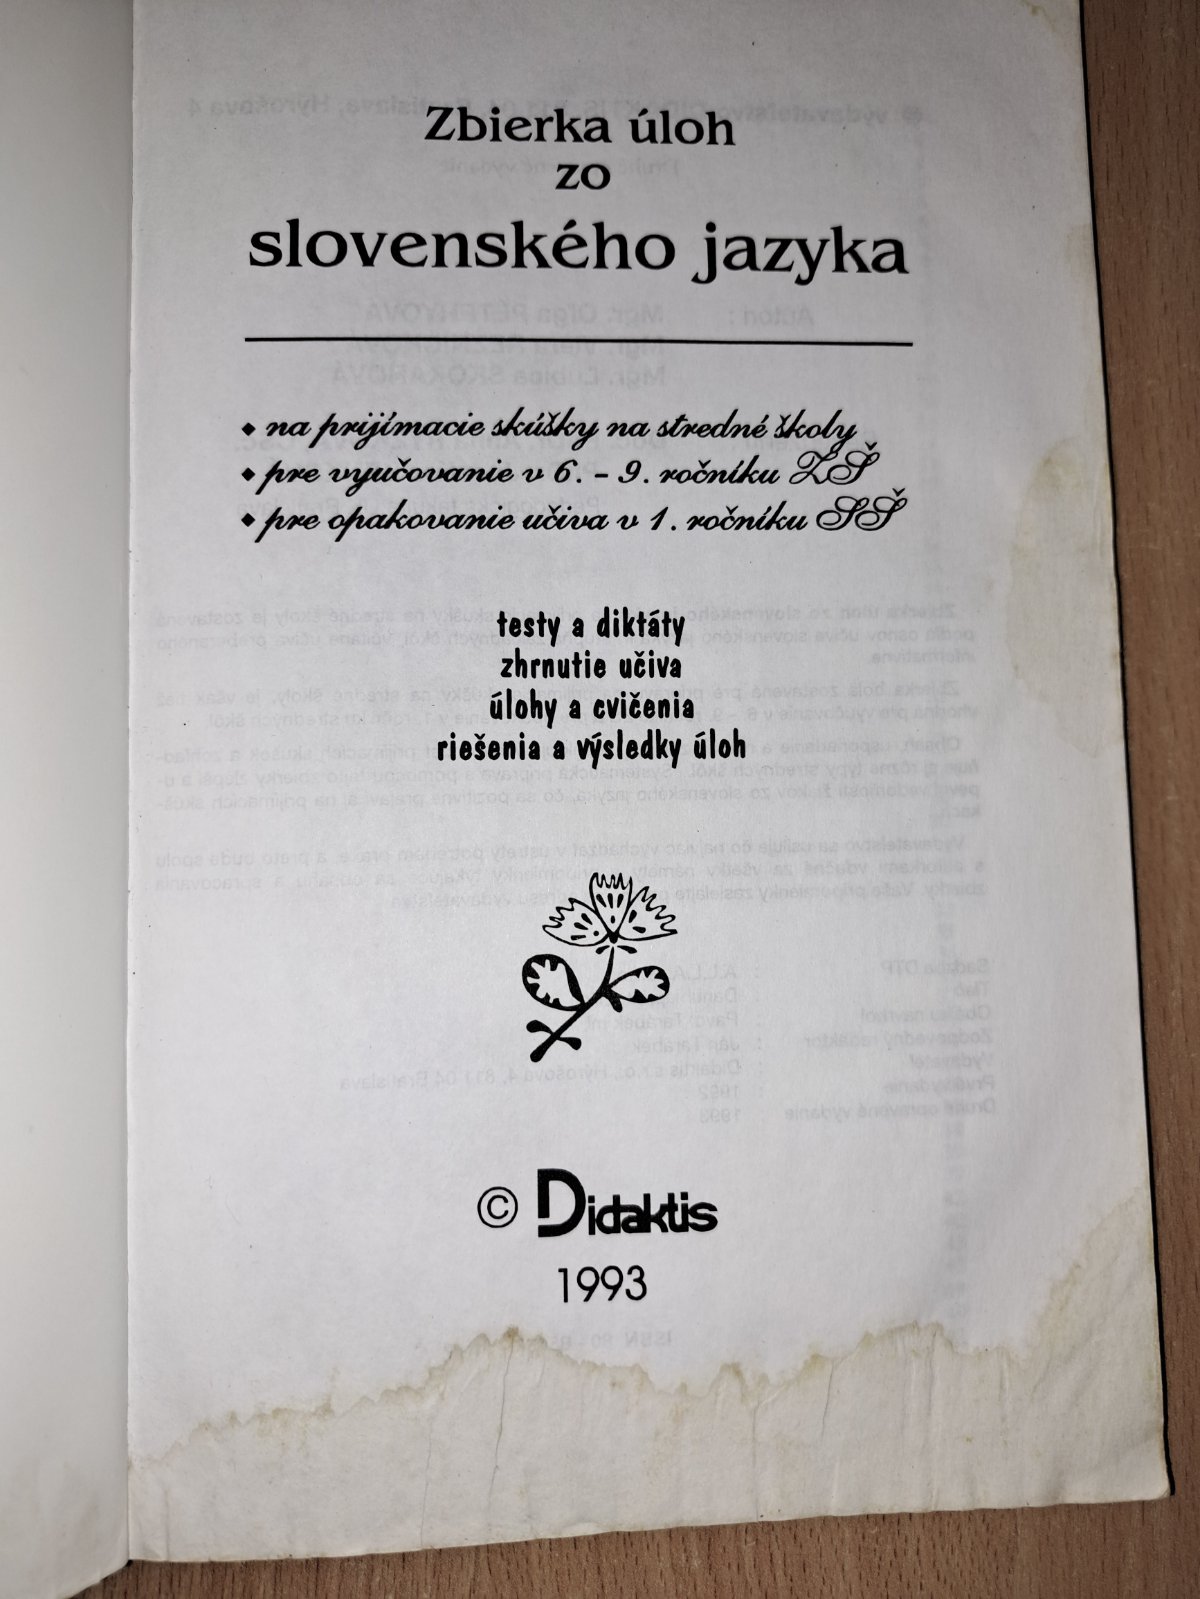 Zbierka úloh
zo
slovenského jazyka
• na prijímacie skúšky na stredné školy
• pre vyučovanie v 6. – 9. ročníku ZŠ
• pre opakovanie učiva v 1. ročníku SŠ
testy a diktáty
zhrnutie učiva
úlohy a cvičenia
riešenia a výsledky úloh
© Didaktis
1993